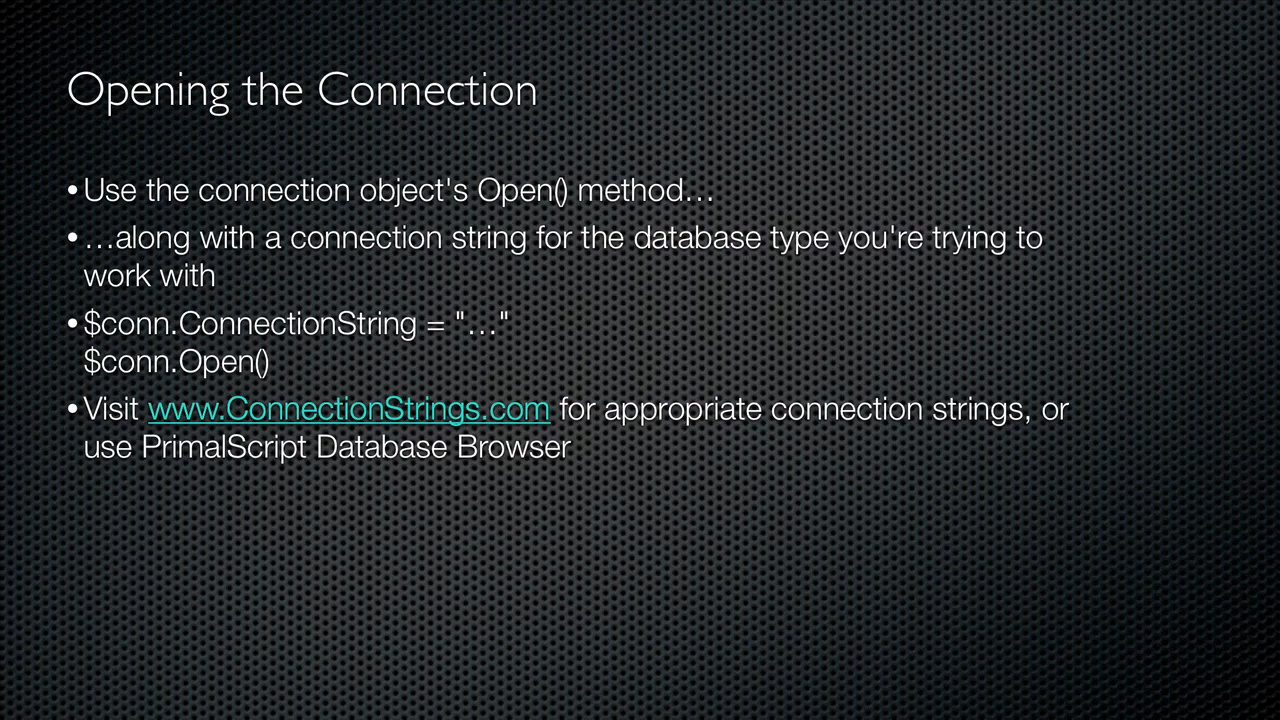 Opening the Connection
• Use the connection object's Open() method…
• …along with a connection string for the database type you're trying to
work with
• $conn.ConnectionString = "…"
$conn.Open()
• Visit www.ConnectionStrings.com for appropriate connection strings, or
use PrimalScript Database Browser